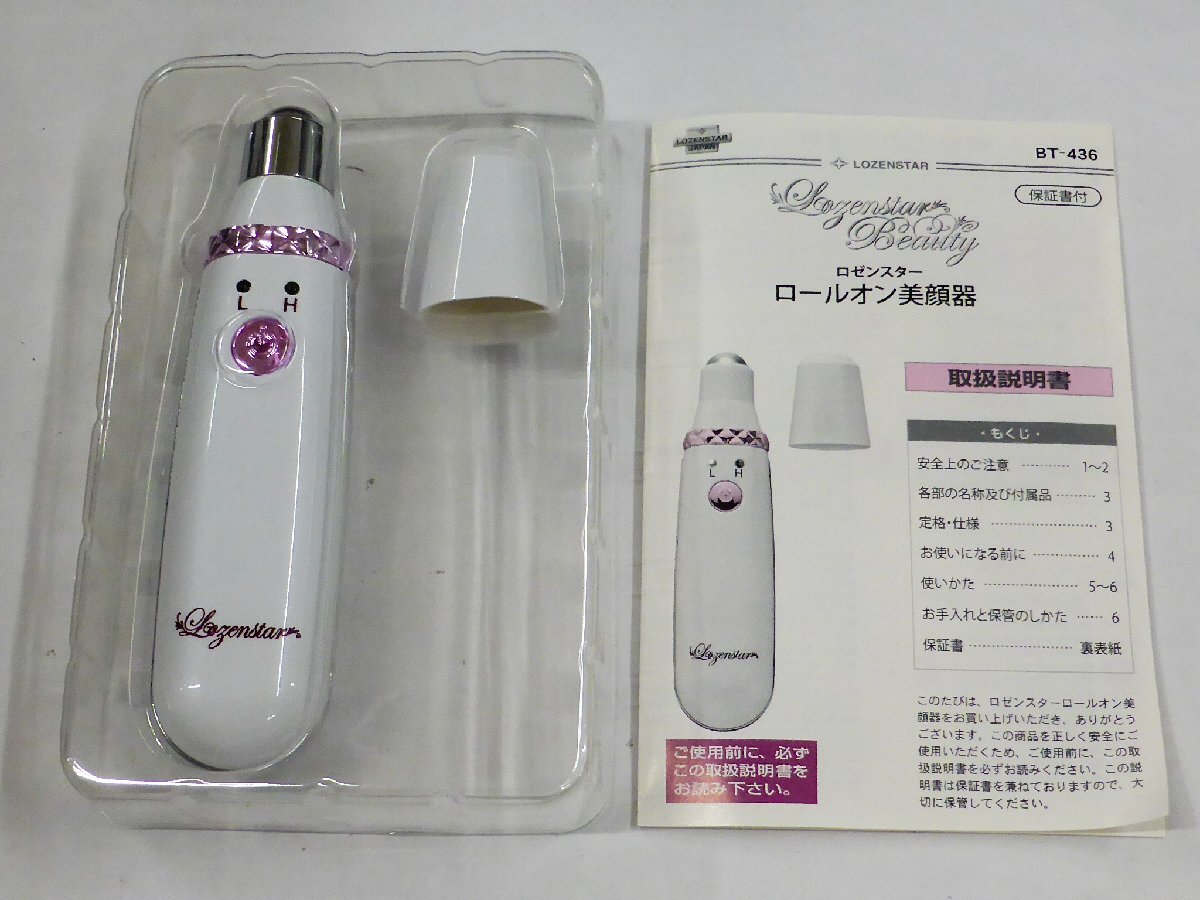 L H
Lozenstar
LOZENSTAR
JAPAN
BT-436
LOZENSTAR
保証書付
Lozenstar
Beauty
ロゼンスター
ロールオン美顔器
取扱説明書
・もくじ・
安全上のご注意 ………… 1〜2
各部の名称及び付属品 ……… 3
定格・仕様 ……………… 3
お使いになる前に …………… 4
使いかた ……………… 5〜6
お手入れと保管のしかた …… 6
保証書 ……………… 裏表紙
L H
Lozenstar
ご使用前に、必ず
この取扱説明書を
お読み下さい。
このたびは、ロゼンスターロールオン美
顔器をお買い上げいただき、ありがとう
ございます。この商品を正しく安全にご
使用いただくため、ご使用前に、この取
扱説明書を必ずお読みください。この説
明書は保証書を兼ねておりますので、大
切に保管してください。